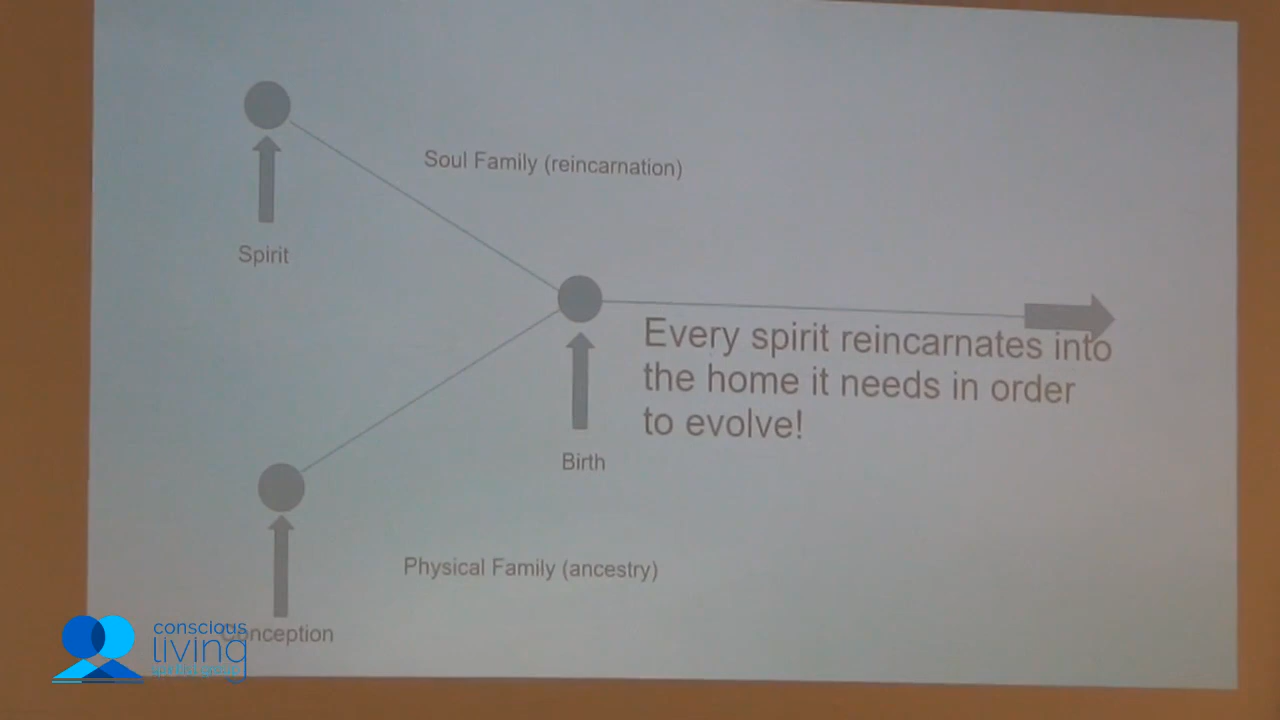 Soul Family (reincarnation)
Spirit
Every spirit reincarnates into
the home it needs in order
to evolve!
Birth
Physical Family (ancestry)
Conception
conscious
living